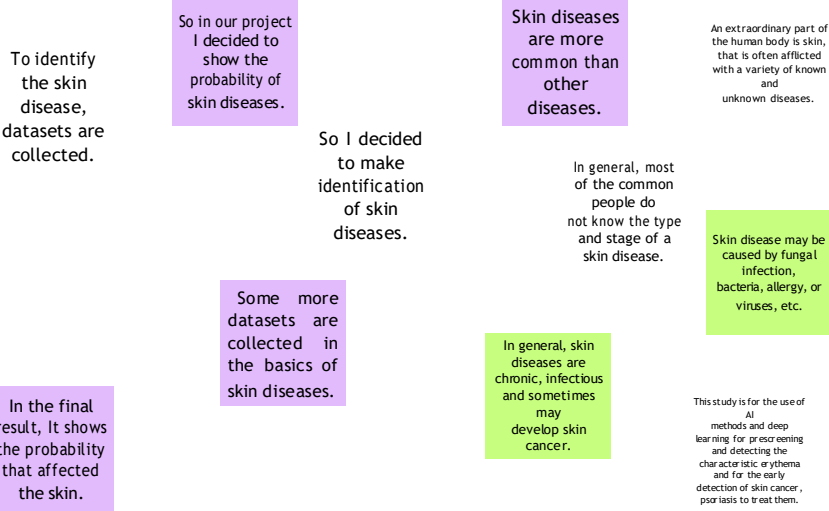 To identify
the skin
disease,
datasets are
collected.
So in our project
I decided to
show the
probability of
skin diseases.
So I decided
to make
identification
of skin
diseases.
Skin diseases
are more
common than
other
diseases.
An extraordinary part of
the human body is skin,
that is often afflicted
with a variety of known
and
unknown diseases.
In general, most
of the common
people do
not know the type
and stage of a
skin disease.
Skin disease may be
caused by fungal
infection,
bacteria, allergy, or
viruses, etc.
Some more
datasets are
collected in
the basics of
skin diseases.
In general, skin
diseases are
chronic, infectious
and sometimes
may
develop skin
cancer.
In the final
result, It shows
the probability
that affected
the skin.
This study is for the use of
AI
methods and deep
learning for prescreening
and detecting the
characteristic erythema
and for the early
detection of skin cancer,
psoriasis to treat them.